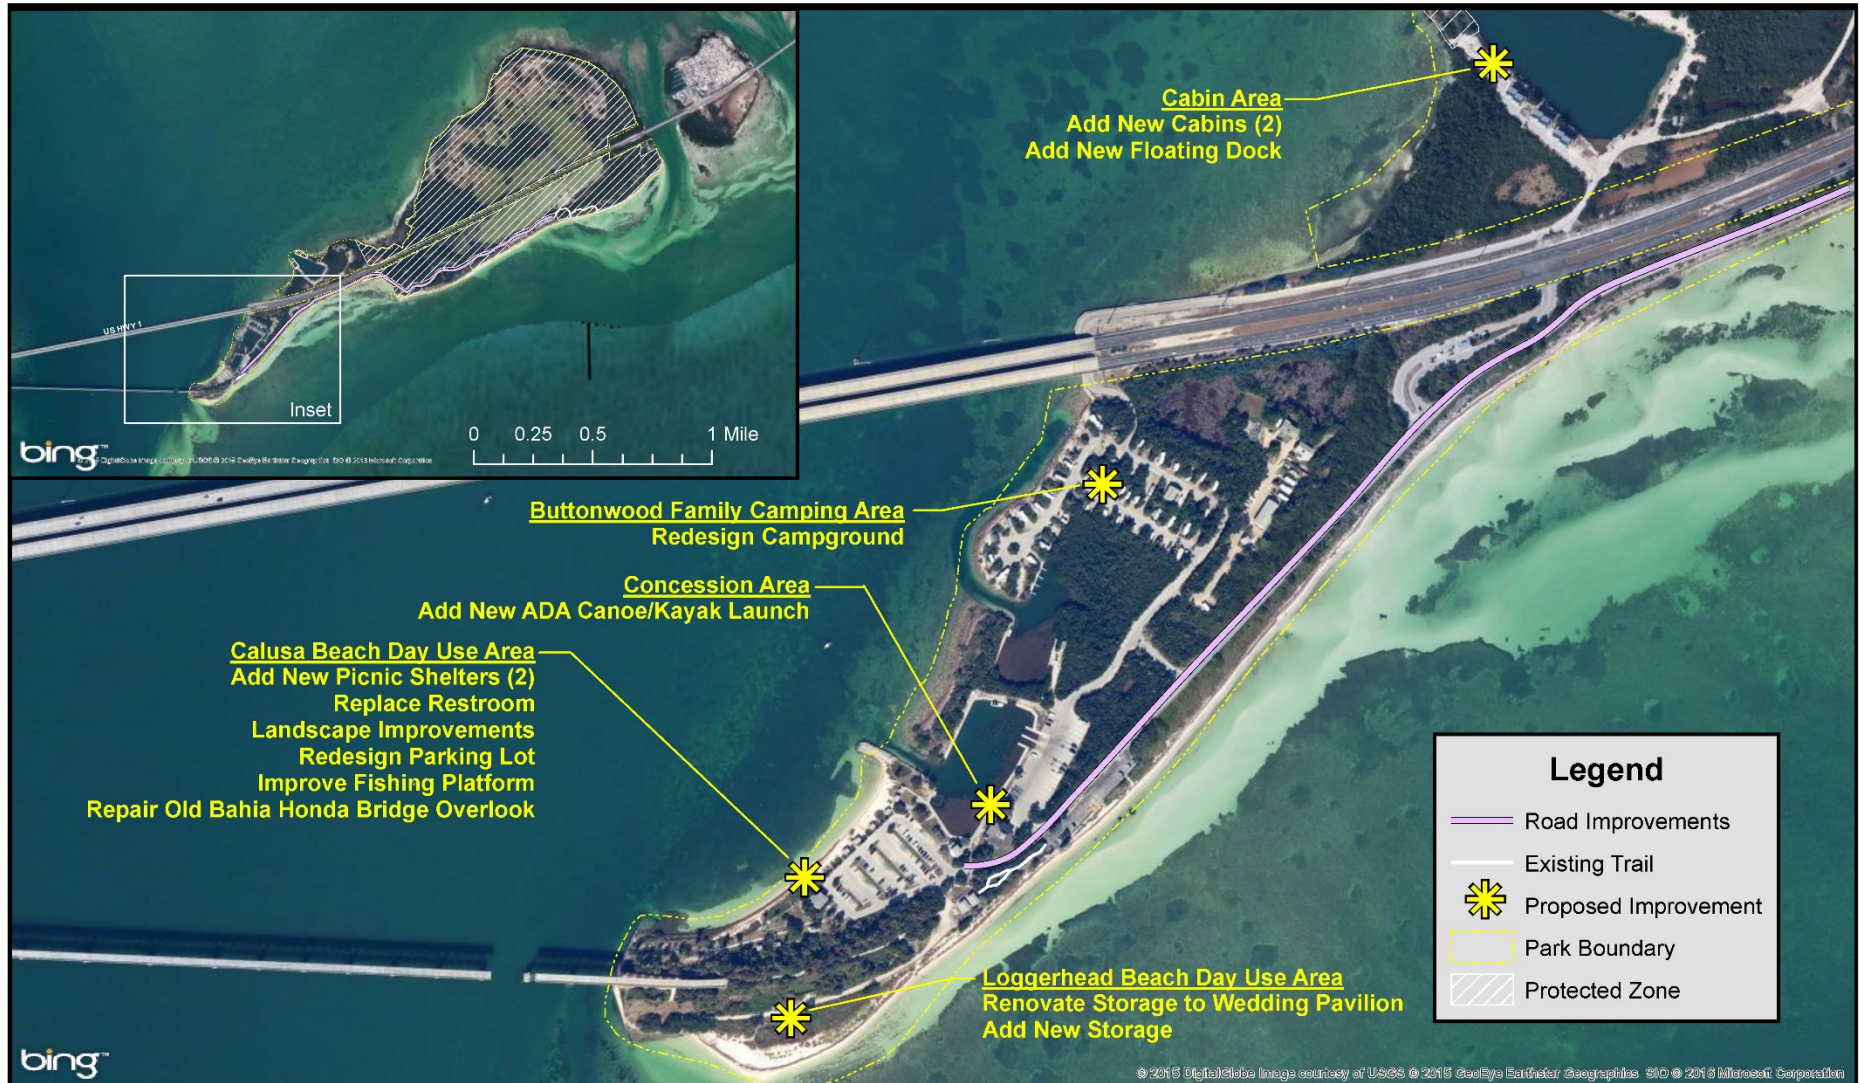 US HWY 1
Inset
0 0.25 0.5 1 Mile
bing™
Cabin Area
Add New Cabins (2)
Add New Floating Dock
Buttonwood Family Camping Area
Redesign Campground
Concession Area
Add New ADA Canoe/Kayak Launch
Calusa Beach Day Use Area
Add New Picnic Shelters (2)
Replace Restroom
Landscape Improvements
Redesign Parking Lot
Improve Fishing Platform
Repair Old Bahia Honda Bridge Overlook
Loggerhead Beach Day Use Area
Renovate Storage to Wedding Pavilion
Add New Storage
Legend
Road Improvements
Existing Trail
Proposed Improvement
Park Boundary
Protected Zone
bing™
© 2015 DigitalGlobe Image courtesy of USGS © 2015 GeoEye Earthstar Geographics SIO © 2016 Microsoft Corporation